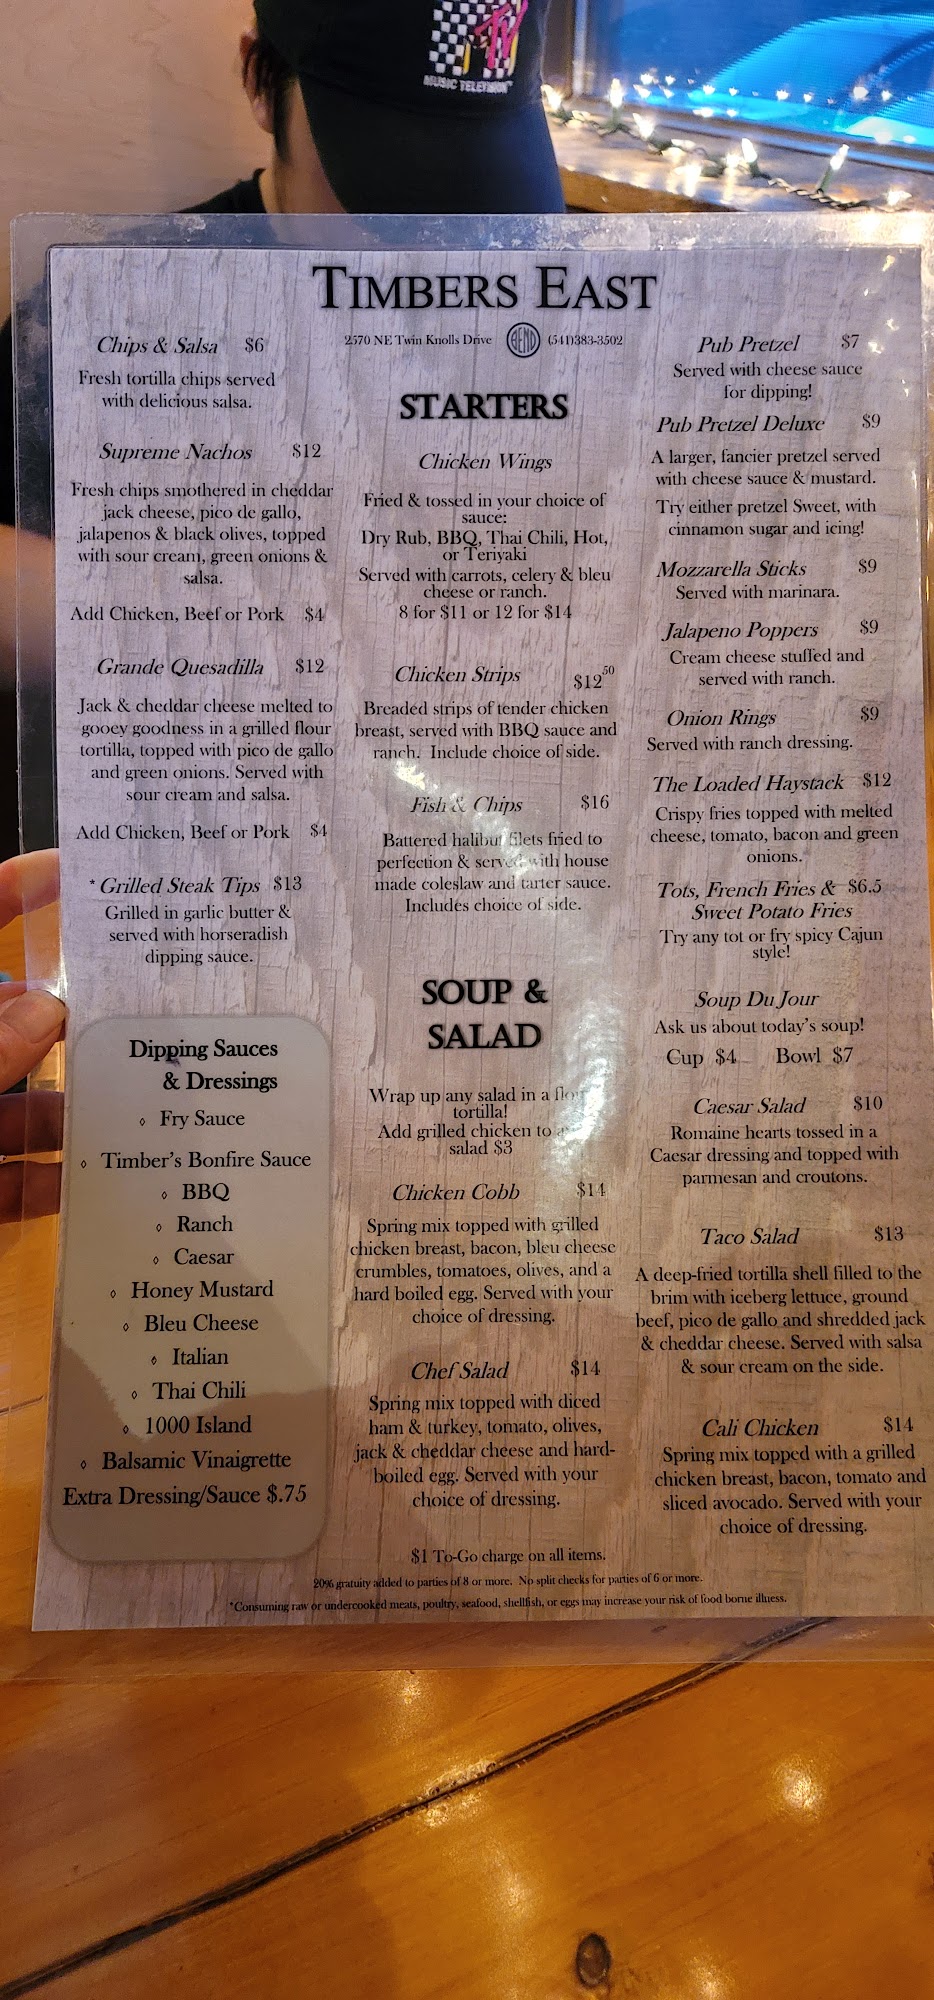 MTV
MUSIC TELEVISION
TIMBERS EAST
2570 NE Twin Knolls Drive BEND (541)383-3502
Chips & Salsa $6
Fresh tortilla chips served
with delicious salsa.
Supreme Nachos $12
Fresh chips smothered in cheddar
jack cheese, pico de gallo,
jalapenos & black olives, topped
with sour cream, green onions &
salsa.
Add Chicken, Beef or Pork $4
Grande Quesadilla $12
Jack & cheddar cheese melted to
gooey goodness in a grilled flour
tortilla, topped with pico de gallo
and green onions. Served with
sour cream and salsa.
Add Chicken, Beef or Pork $4
* Grilled Steak Tips $13
Grilled in garlic butter &
served with horseradish
dipping sauce.
Dipping Sauces
& Dressings
◊ Fry Sauce
◊ Timber's Bonfire Sauce
◊ BBQ
◊ Ranch
◊ Caesar
◊ Honey Mustard
◊ Bleu Cheese
◊ Italian
◊ Thai Chili
◊ 1000 Island
◊ Balsamic Vinaigrette
Extra Dressing/Sauce $.75
STARTERS
Chicken Wings
Fried & tossed in your choice of
sauce:
Dry Rub, BBQ, Thai Chili, Hot,
or Teriyaki
Served with carrots, celery & bleu
cheese or ranch.
8 for $11 or 12 for $14
Chicken Strips $12 50
Breaded strips of tender chicken
breast, served with BBQ sauce and
ranch. Include choice of side.
Fish & Chips $16
Battered halibut filets fried to
perfection & served with house
made coleslaw and tarter sauce.
Includes choice of side.
SOUP &
SALAD
Wrap up any salad in a flour
tortilla!
Add grilled chicken to
salad $3
Chicken Cobb $14
Spring mix topped with grilled
chicken breast, bacon, bleu cheese
crumbles, tomatoes, olives, and a
hard boiled egg. Served with your
choice of dressing.
Chef Salad $14
Spring mix topped with diced
ham & turkey, tomato, olives,
jack & cheddar cheese and hard-
boiled egg. Served with your
choice of dressing.
Pub Pretzel $7
Served with cheese sauce
for dipping!
Pub Pretzel Deluxe $9
A larger, fancier pretzel served
with cheese sauce & mustard.
Try either pretzel Sweet, with
cinnamon sugar and icing!
Mozzarella Sticks $9
Served with marinara.
Jalapeno Poppers $9
Cream cheese stuffed and
served with ranch.
Onion Rings $9
Served with ranch dressing.
The Loaded Haystack $12
Crispy fries topped with melted
cheese, tomato, bacon and green
onions.
Tots, French Fries & $6.5
Sweet Potato Fries
Try any tot or fry spicy Cajun
style!
Soup Du Jour
Ask us about today's soup!
Cup $4 Bowl $7
Caesar Salad $10
Romaine hearts tossed in a
Caesar dressing and topped with
parmesan and croutons.
Taco Salad $13
A deep-fried tortilla shell filled to the
brim with iceberg lettuce, ground
beef, pico de gallo and shredded jack
& cheddar cheese. Served with salsa
& sour cream on the side.
Cali Chicken $14
Spring mix topped with a grilled
chicken breast, bacon, tomato and
sliced avocado. Served with your
choice of dressing.
$1 To-Go charge on all items.
20% gratuity added to parties of 8 or more. No split checks for parties of 6 or more.
*Consuming raw or undercooked meats, poultry, seafood, shellfish, or eggs may increase your risk of food borne illness.